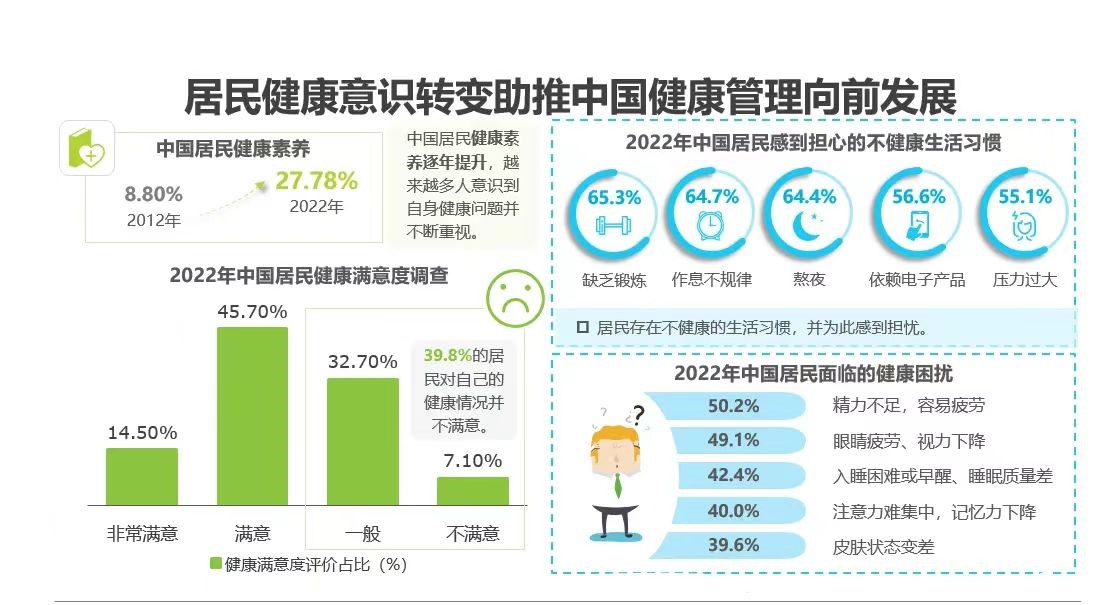 居民健康意识转变助推中国健康管理向前发展
中国居民健康素养
8.80%
2012年
27.78%
2022年
中国居民健康素
养逐年提升，越
来越多人意识到
自身健康问题并
不断重视。
2022年中国居民健康满意度调查
14.50%
45.70%
32.70%
7.10%
39.8%的居
民对自己的
健康情况并
不满意。
非常满意
满意
一般
不满意
健康满意度评价占比（%）
2022年中国居民感到担心的不健康生活习惯
65.3%
64.7%
64.4%
56.6%
55.1%
缺乏锻炼
作息不规律
熬夜
依赖电子产品
压力过大
居民存在不健康的生活习惯，并为此感到担忧。
2022年中国居民面临的健康困扰
? ?
50.2% 精力不足，容易疲劳
49.1% 眼睛疲劳、视力下降
42.4% 入睡困难或早醒、睡眠质量差
40.0% 注意力难集中，记忆力下降
39.6% 皮肤状态变差